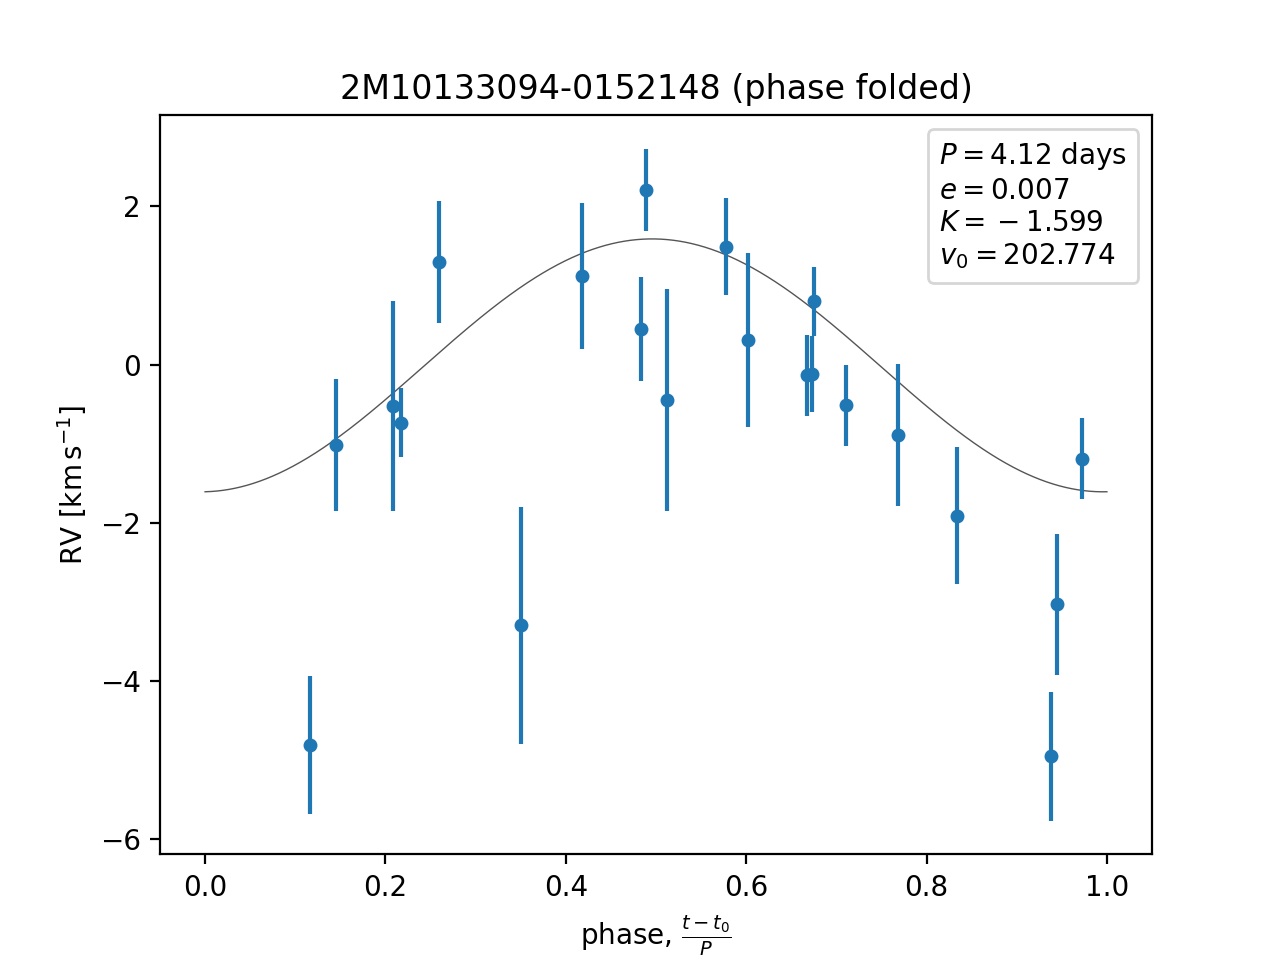 2M10133094-0152148 (phase folded)
P = 4.12 days
e = 0.007
K = −1.599
v₀ = 202.774
RV [km s⁻¹]
2
0
−2
−4
−6
0.0 0.2 0.4 0.6 0.8 1.0
phase, (t − t₀)/P